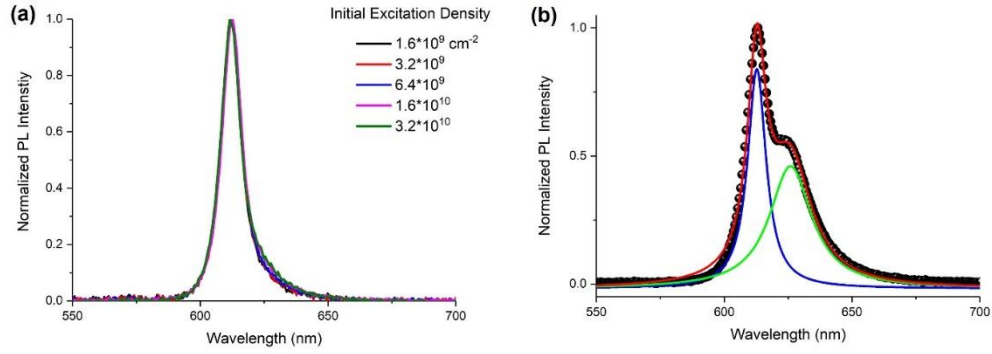 (a)
Initial Excitation Density
1.6*10⁹ cm⁻²
3.2*10⁹
6.4*10⁹
1.6*10¹⁰
3.2*10¹⁰
Normalized PL Intenstiy
1.0
0.8
0.6
0.4
0.2
0.0
550
600
650
700
Wavelength (nm)
(b)
Normalized PL Intensity
1.0
0.5
0.0
550
600
650
700
Wavelength (nm)